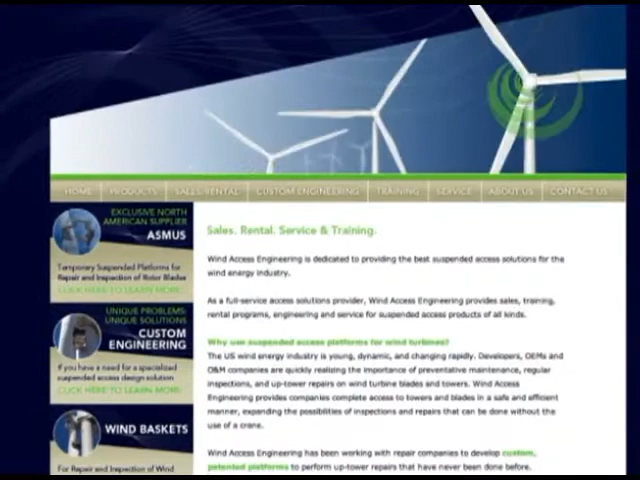 HOME PRODUCTS SALES/RENTAL CUSTOM ENGINEERING TRAINING SERVICE ABOUT US CONTACT US
EXCLUSIVE NORTH
AMERICAN SUPPLIER
ASMUS
Temporary Suspended Platforms for
Repair and Inspection of Rotor Blades
CLICK HERE TO LEARN MORE
UNIQUE PROBLEMS:
UNIQUE SOLUTIONS
CUSTOM
ENGINEERING
If you have a need for a specialized
suspended access design solution
CLICK HERE TO LEARN MORE
WIND BASKETS
For Repair and Inspection of Wind
Sales. Rental. Service & Training.
Wind Access Engineering is dedicated to providing the best suspended access solutions for the
wind energy industry.
As a full-service access solutions provider, Wind Access Engineering provides sales, training,
rental programs, engineering and service for suspended access products of all kinds.
Why use suspended access platforms for wind turbines?
The US wind energy industry is young, dynamic, and changing rapidly. Developers, OEMs and
O&M companies are quickly realizing the importance of preventative maintenance, regular
inspections, and up-tower repairs on wind turbine blades and towers. Wind Access
Engineering provides companies complete access to towers and blades in a safe and efficient
manner, expanding the possibilities of inspections and repairs that can be done without the
use of a crane.
Wind Access Engineering has been working with repair companies to develop custom,
patented platforms to perform up-tower repairs that have never been done before.